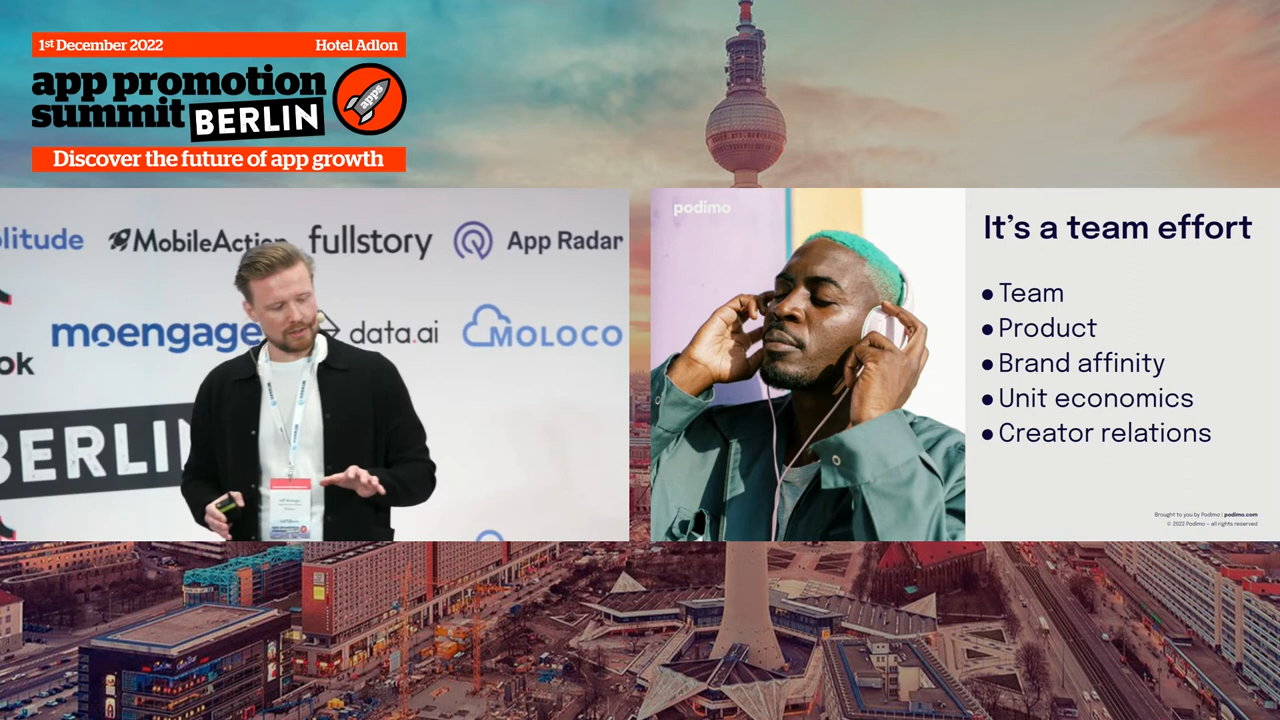 1st December 2022
Hotel Adlon
app promotion
summit BERLIN
apps
Discover the future of app growth
litude
MobileAction
fullstory
App Radar
moengage
data.ai
MOLOCO
ok
BERLIN
podimo
It's a team effort
● Team
● Product
● Brand affinity
● Unit economics
● Creator relations
Brought to you by Podimo | podimo.com
© 2022 Podimo – all rights reserved